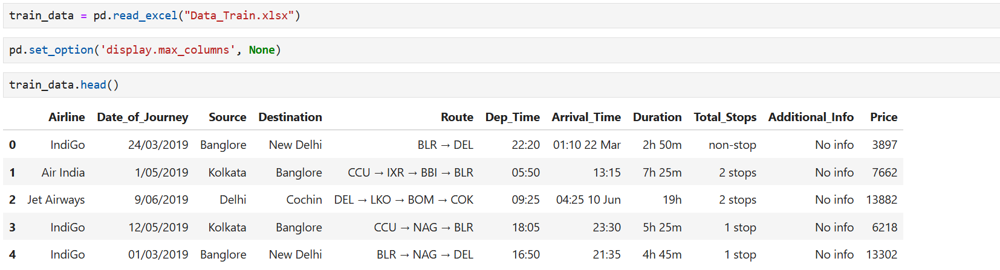 train_data = pd.read_excel("Data_Train.xlsx")
pd.set_option('display.max_columns', None)
train_data.head()
Airline Date_of_Journey Source Destination Route Dep_Time Arrival_Time Duration Total_Stops Additional_Info Price
0 IndiGo 24/03/2019 Banglore New Delhi BLR → DEL 22:20 01:10 22 Mar 2h 50m non-stop No info 3897
1 Air India 1/05/2019 Kolkata Banglore CCU → IXR → BBI → BLR 05:50 13:15 7h 25m 2 stops No info 7662
2 Jet Airways 9/06/2019 Delhi Cochin DEL → LKO → BOM → COK 09:25 04:25 10 Jun 19h 2 stops No info 13882
3 IndiGo 12/05/2019 Kolkata Banglore CCU → NAG → BLR 18:05 23:30 5h 25m 1 stop No info 6218
4 IndiGo 01/03/2019 Banglore New Delhi BLR → NAG → DEL 16:50 21:35 4h 45m 1 stop No info 13302